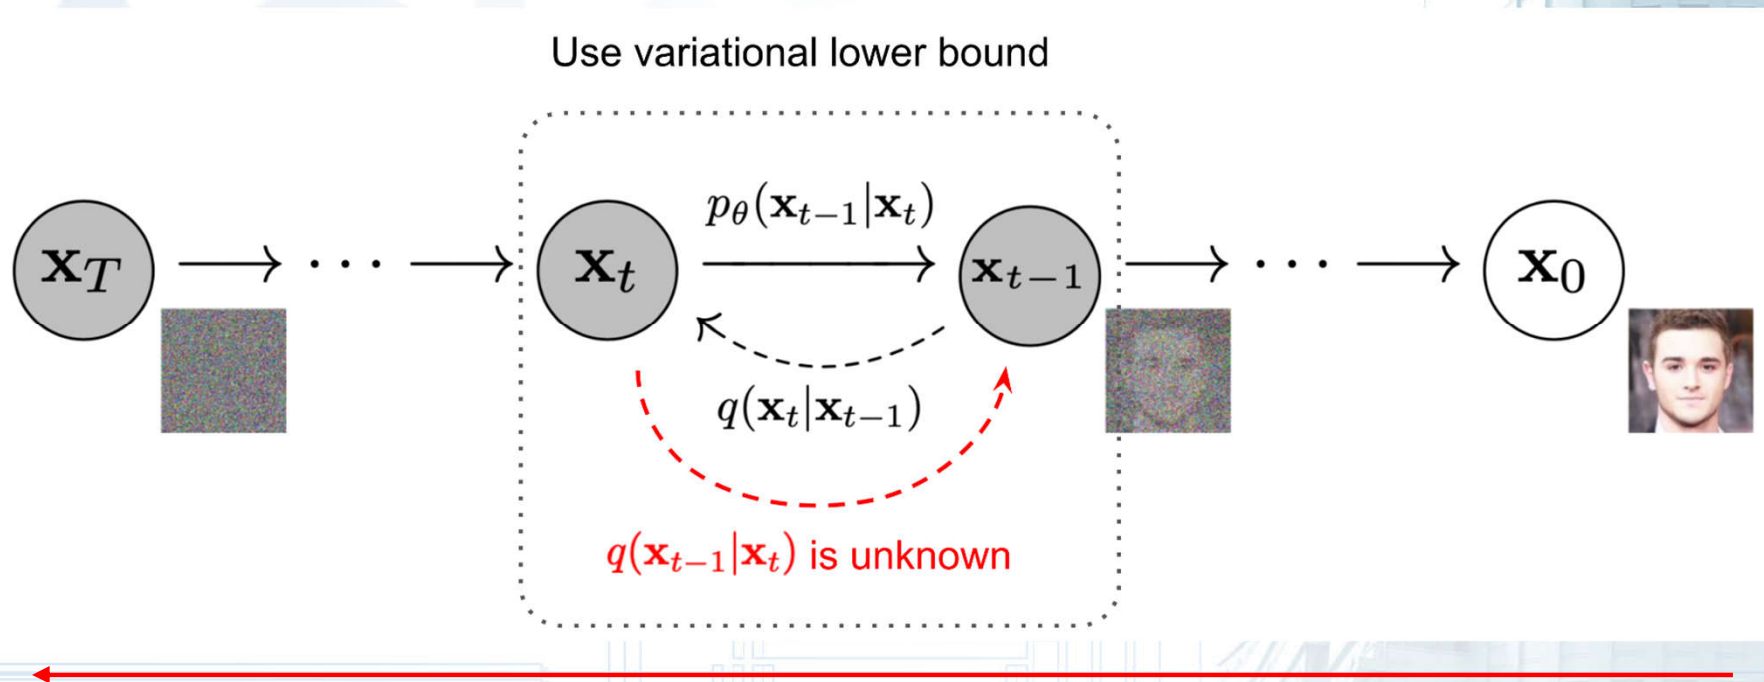 Use variational lower bound
p_θ(x_{t−1}|x_t)
x_T → ⋯ → x_t → x_{t−1} → ⋯ → x_0
q(x_t|x_{t−1})
q(x_{t−1}|x_t) is unknown